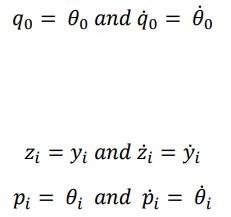 q₀ = θ₀ and q̇₀ = θ̇₀
zᵢ = yᵢ and żᵢ = ẏᵢ
pᵢ = θᵢ and ṗᵢ = θ̇ᵢ